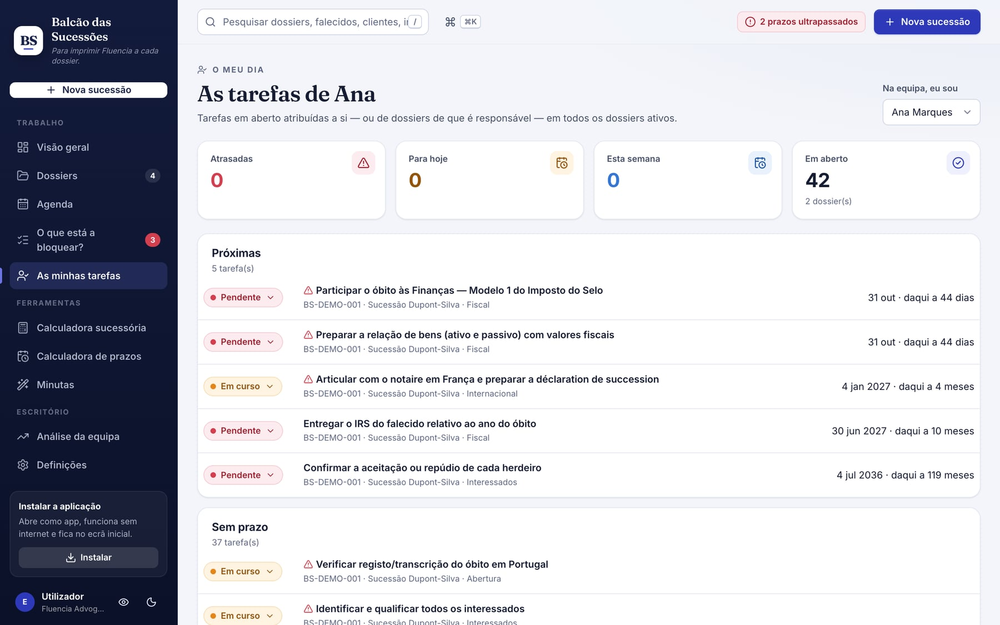 BS
Balcão das
Sucessões
Para imprimir Fluencia a cada
dossier.
+ Nova sucessão
TRABALHO
Visão geral
Dossiers 4
Agenda
O que está a
bloquear? 3
As minhas tarefas
FERRAMENTAS
Calculadora sucessória
Calculadora de prazos
Minutas
ESCRITÓRIO
Análise da equipa
Definições
Instalar a aplicação
Abre como app, funciona sem
internet e fica no ecrã inicial.
Instalar
E
Utilizador
Fluencia Advog...
Pesquisar dossiers, falecidos, clientes, /
⌘ ⌘K
2 prazos ultrapassados
+ Nova sucessão
O MEU DIA
As tarefas de Ana
Tarefas em aberto atribuídas a si — ou de dossiers de que é responsável — em todos os dossiers ativos.
Na equipa, eu sou
Ana Marques
Atrasadas
0
Para hoje
0
Esta semana
0
Em aberto
42
2 dossier(s)
Próximas
5 tarefa(s)
Pendente
Participar o óbito às Finanças — Modelo 1 do Imposto do Selo
BS-DEMO-001 · Sucessão Dupont-Silva · Fiscal
31 out · daqui a 44 dias
Pendente
Preparar a relação de bens (ativo e passivo) com valores fiscais
BS-DEMO-001 · Sucessão Dupont-Silva · Fiscal
31 out · daqui a 44 dias
Em curso
Articular com o notaire em França e preparar a déclaration de succession
BS-DEMO-001 · Sucessão Dupont-Silva · Internacional
4 jan 2027 · daqui a 4 meses
Pendente
Entregar o IRS do falecido relativo ao ano do óbito
BS-DEMO-001 · Sucessão Dupont-Silva · Fiscal
30 jun 2027 · daqui a 10 meses
Pendente
Confirmar a aceitação ou repúdio de cada herdeiro
BS-DEMO-001 · Sucessão Dupont-Silva · Interessados
4 jul 2036 · daqui a 119 meses
Sem prazo
37 tarefa(s)
Em curso
Verificar registo/transcrição do óbito em Portugal
BS-DEMO-001 · Sucessão Dupont-Silva · Abertura
Em curso
Identificar e qualificar todos os interessados
BS-DEMO-001 · Sucessão Dupont-Silva · Interessados